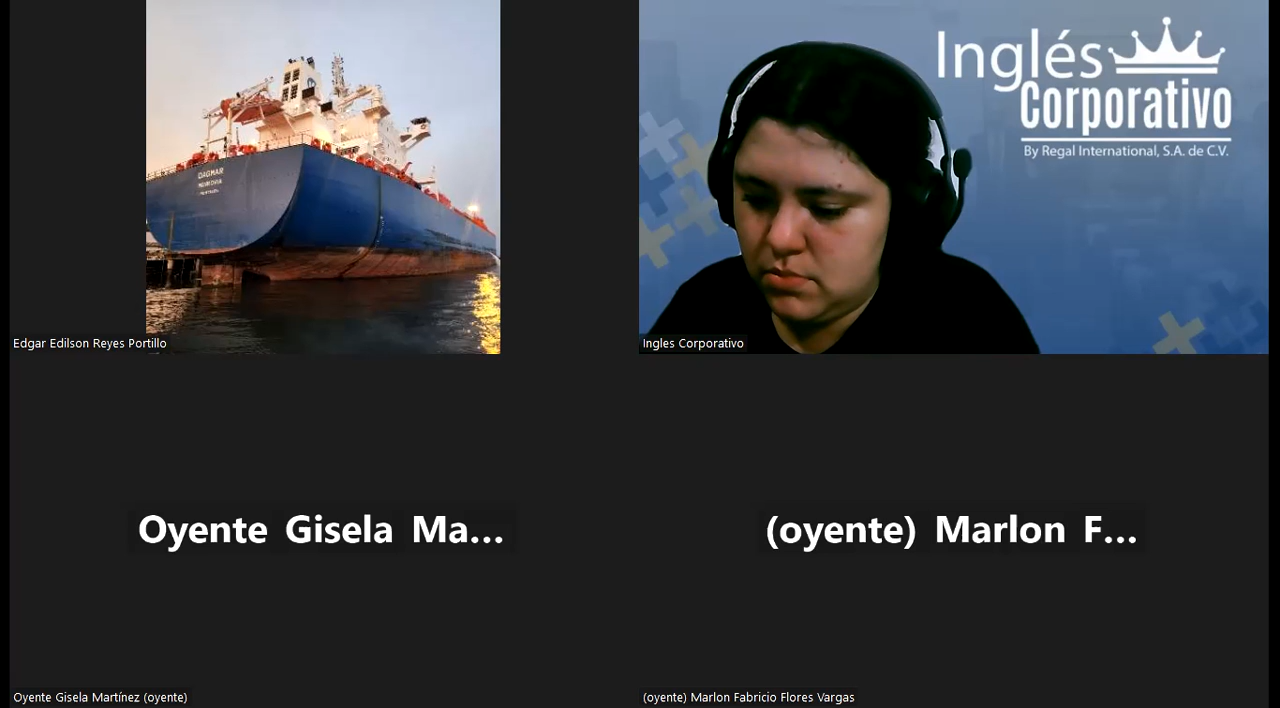 DAGMAR
Edgar Edilson Reyes Portillo
Inglés
Corporativo
By Regal International, S.A. de C.V.
Ingles Corporativo
Oyente Gisela Ma...
(oyente) Marlon F...
Oyente Gisela Martínez (oyente)
(oyente) Marlon Fabricio Flores Vargas